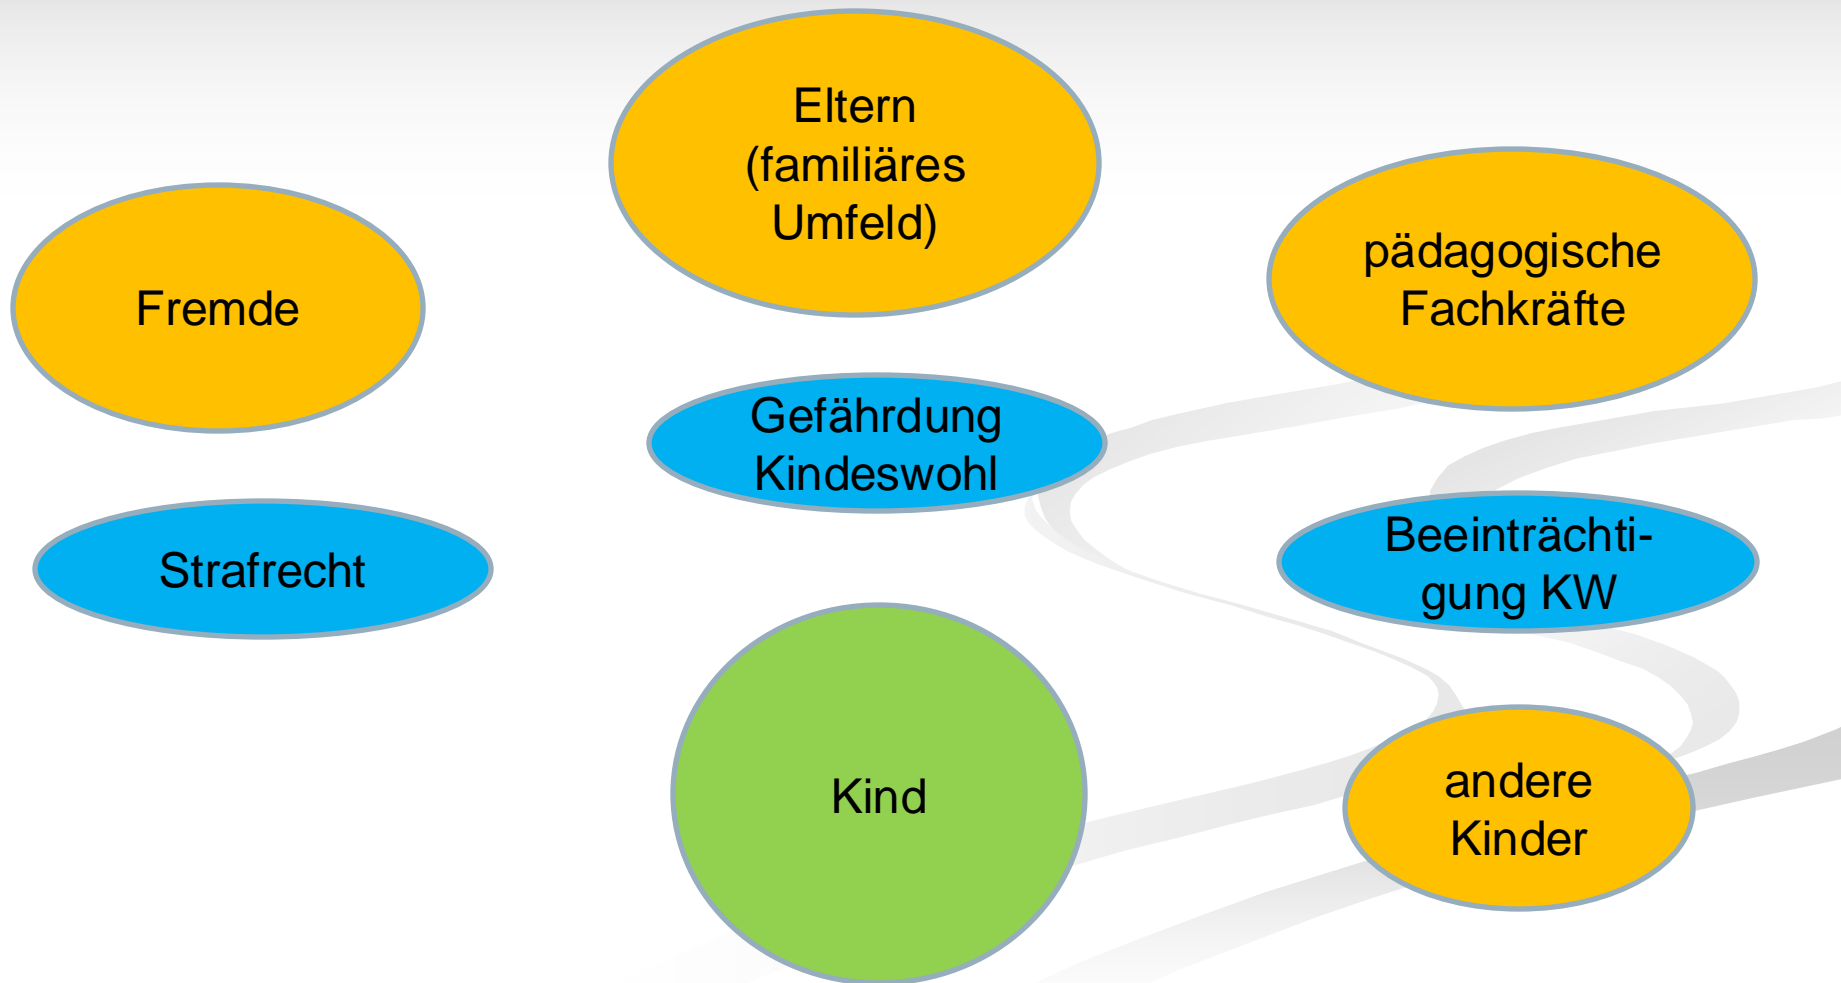 Eltern
(familiäres
Umfeld)
Fremde
pädagogische
Fachkräfte
Gefährdung
Kindeswohl
Strafrecht
Beeinträchti-
gung KW
Kind
andere
Kinder